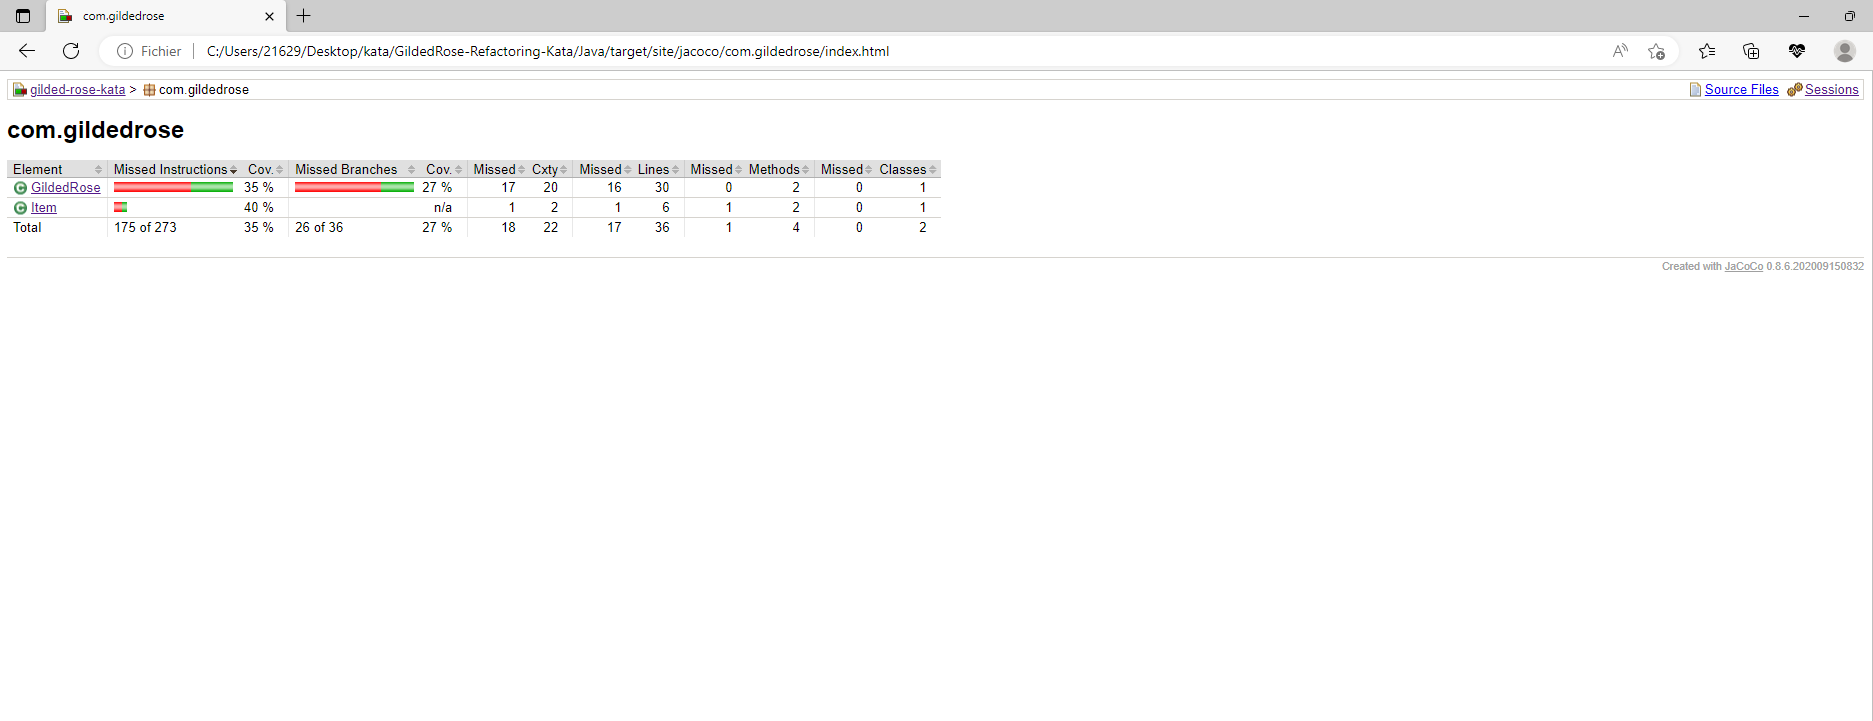 com.gildedrose
Fichier C:/Users/21629/Desktop/kata/GildedRose-Refactoring-Kata/Java/target/site/jacoco/com.gildedrose/index.html
gilded-rose-kata > com.gildedrose Source Files Sessions
com.gildedrose
Element Missed Instructions Cov. Missed Branches Cov. Missed Cxty Missed Lines Missed Methods Missed Classes
GildedRose 35 % 27 % 17 20 16 30 0 2 0 1
Item 40 % n/a 1 2 1 6 1 2 0 1
Total 175 of 273 35 % 26 of 36 27 % 18 22 17 36 1 4 0 2
Created with JaCoCo 0.8.6.202009150832